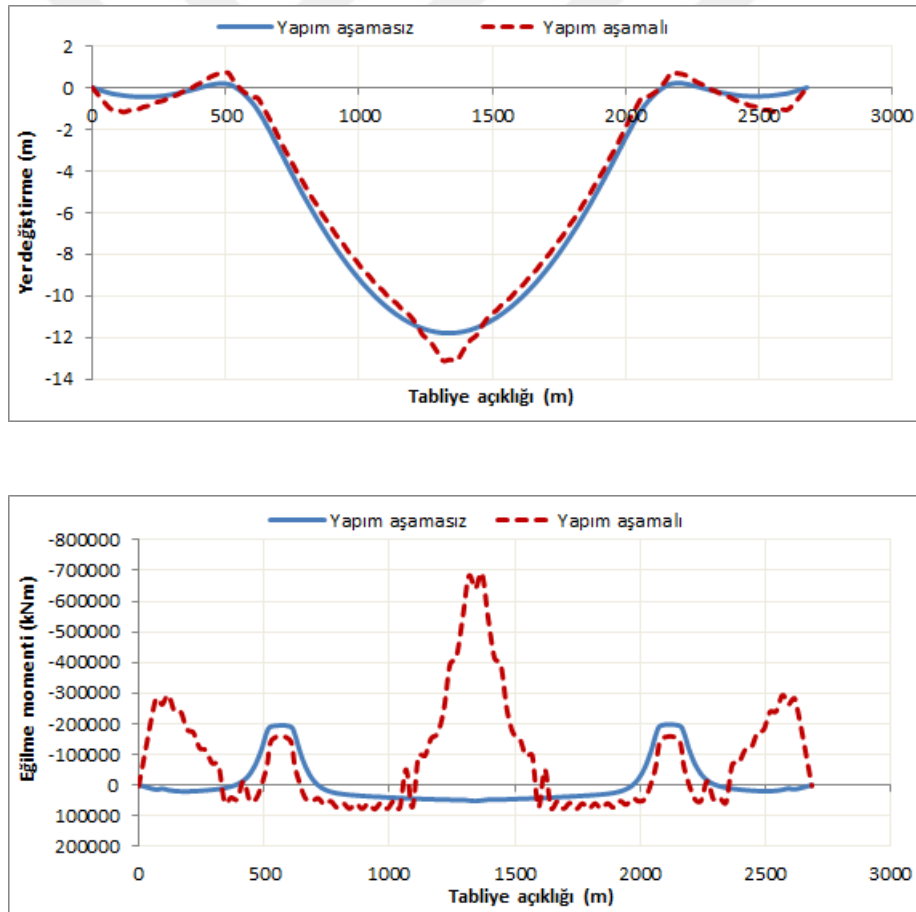 Yapım aşamasız Yapım aşamalı
2
0
-2
-4
-6
-8
-10
-12
-14
0 500 1000 1500 2000 2500 3000
Yerdeğiştirme (m)
Tabliye açıklığı (m)
Yapım aşamasız Yapım aşamalı
-800000
-700000
-600000
-500000
-400000
-300000
-200000
-100000
0
100000
200000
0 500 1000 1500 2000 2500 3000
Eğilme momenti (kNm)
Tabliye açıklığı (m)